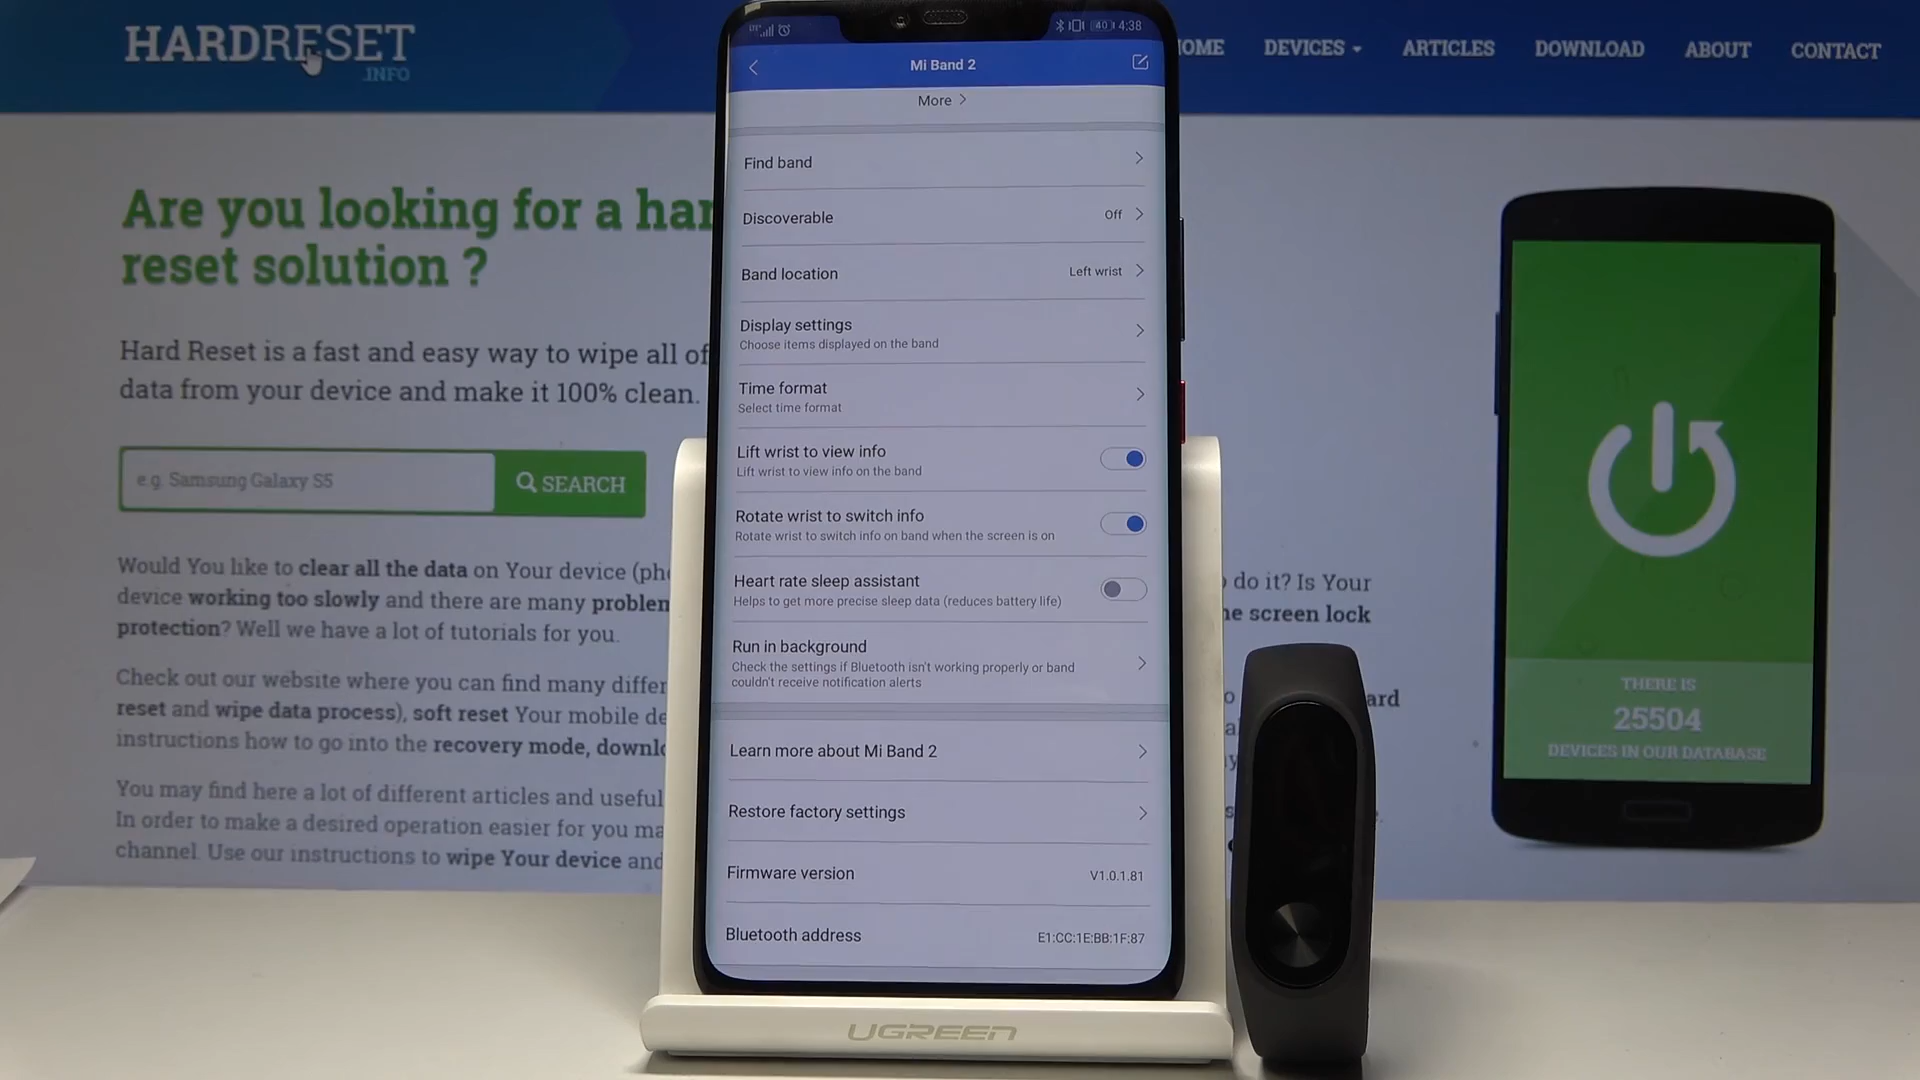 HARDRESET
.INFO
HOME DEVICES ARTICLES DOWNLOAD ABOUT CONTACT
Are you looking for a har
reset solution ?
Hard Reset is a fast and easy way to wipe all of
data from your device and make it 100% clean.
e.g. Samsung Galaxy S5
SEARCH
Would You like to clear all the data on Your device (pho
device working too slowly and there are many problem
protection? Well we have a lot of tutorials for you.
Check out our website where you can find many differ
reset and wipe data process), soft reset Your mobile de
instructions how to go into the recovery mode, downlo
You may find here a lot of different articles and useful
In order to make a desired operation easier for you ma
channel. Use our instructions to wipe Your device and
40 4:38
Mi Band 2
More
Find band
Discoverable Off
Band location Left wrist
Display settings
Choose items displayed on the band
Time format
Select time format
Lift wrist to view info
Lift wrist to view info on the band
Rotate wrist to switch info
Rotate wrist to switch info on band when the screen is on
Heart rate sleep assistant
Helps to get more precise sleep data (reduces battery life)
Run in background
Check the settings if Bluetooth isn't working properly or band
couldn't receive notification alerts
Learn more about Mi Band 2
Restore factory settings
Firmware version V1.0.1.81
Bluetooth address E1:CC:1E:BB:1F:87
UGREEN
do it? Is Your
screen lock
ard
THERE IS
25504
DEVICES IN OUR DATABASE